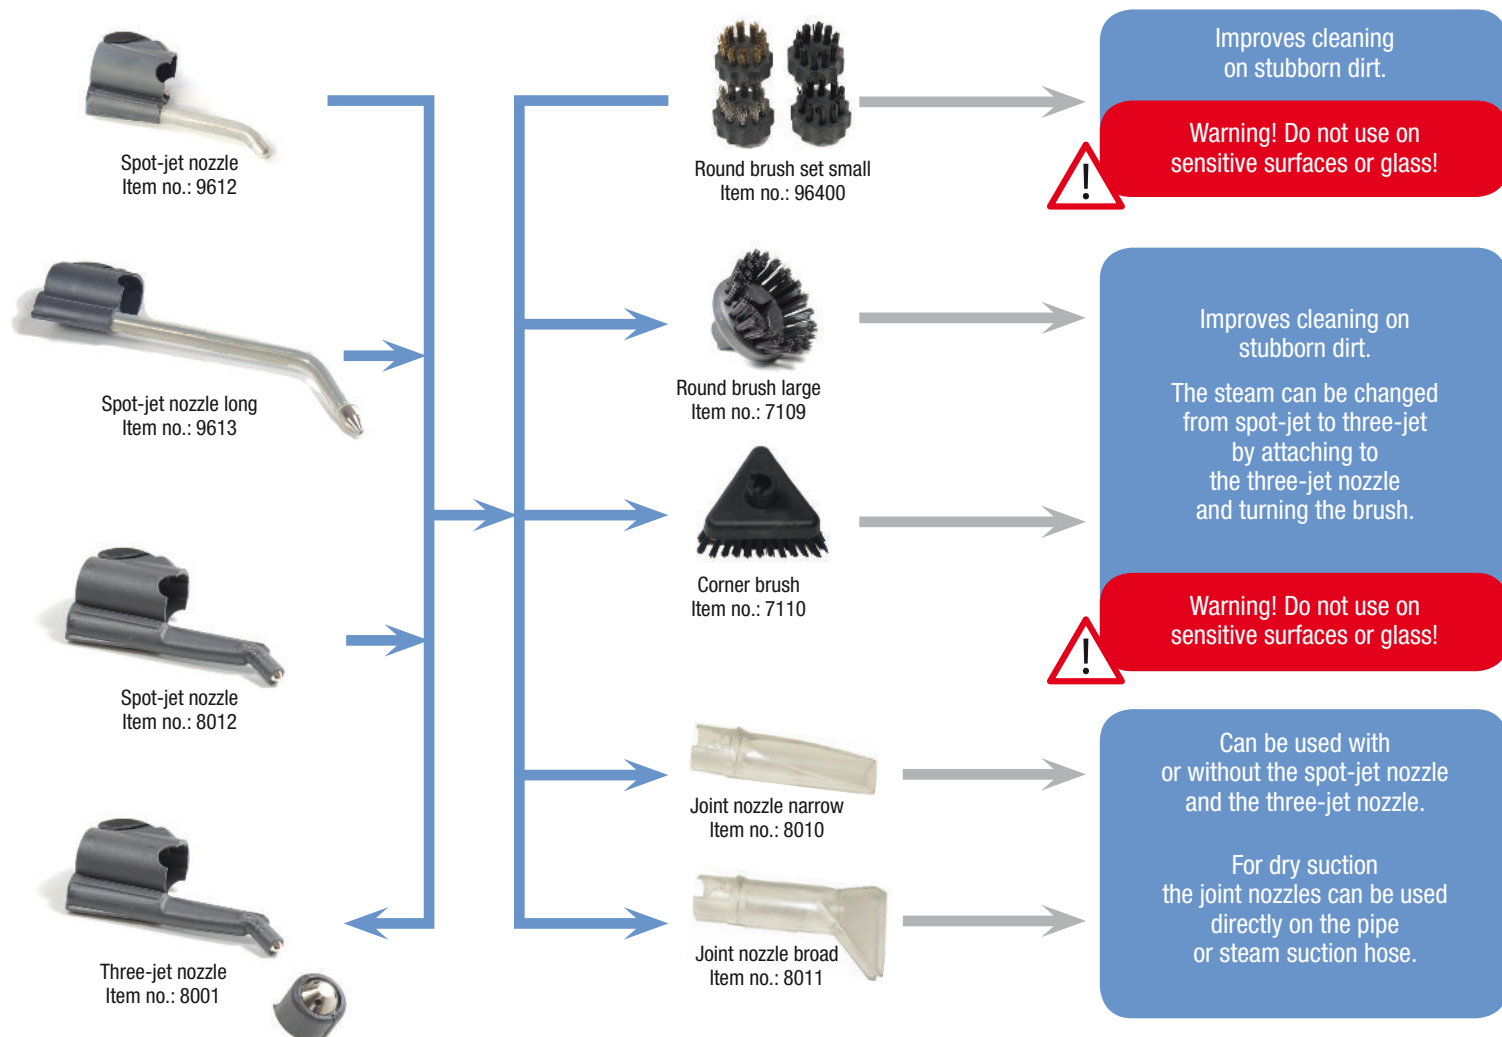 Spot-jet nozzle
Item no.: 9612
Spot-jet nozzle long
Item no.: 9613
Spot-jet nozzle
Item no.: 8012
Three-jet nozzle
Item no.: 8001
Round brush set small
Item no.: 96400
Round brush large
Item no.: 7109
Corner brush
Item no.: 7110
Joint nozzle narrow
Item no.: 8010
Joint nozzle broad
Item no.: 8011
Improves cleaning
on stubborn dirt.
Warning! Do not use on
sensitive surfaces or glass!
!
Improves cleaning on
stubborn dirt.
The steam can be changed
from spot-jet to three-jet
by attaching to
the three-jet nozzle
and turning the brush.
Warning! Do not use on
sensitive surfaces or glass!
!
Can be used with
or without the spot-jet nozzle
and the three-jet nozzle.
For dry suction
the joint nozzles can be used
directly on the pipe
or steam suction hose.